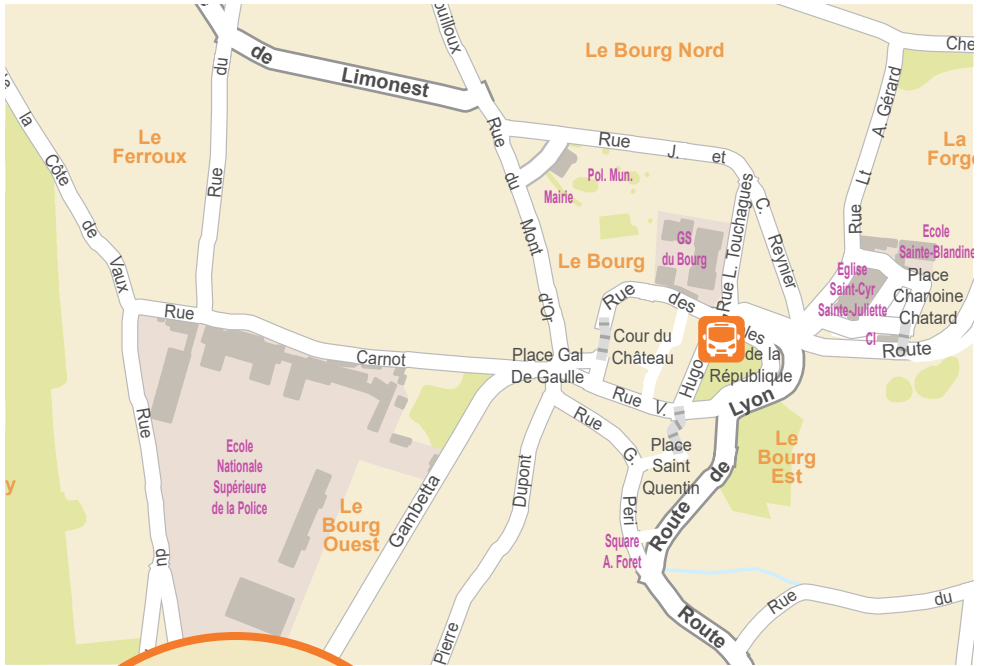 ouilloux
de
Limonest
Le Bourg Nord
Che
la
Côte
de
Vaux
Le
Ferroux
du
Rue
Rue
du
Mont
d'Or
Rue
J.
et
C.
Reynier
Mairie
Pol. Mun.
GS
du Bourg
Rue L. Touchagues
Rue Lt A. Gérard
La
Forge
Ecole
Sainte-Blandine
Eglise
Saint-Cyr
Sainte-Juliette
Place
Chanoine
Chatard
CI
Route
Le Bourg
Rue
des
les
Cour du
Château
de la
République
Rue
Carnot
Place Gal
De Gaulle
Rue V.
Hugo
Lyon
Rue
G.
Péri
Place
Saint
Quentin
Le
Bourg
Est
Route
de
Rue
du
Ecole
Nationale
Supérieure
de la Police
Le
Bourg
Ouest
Gambetta
Dupont
Pierre
Square
A. Foret
Route
Rue
du
y